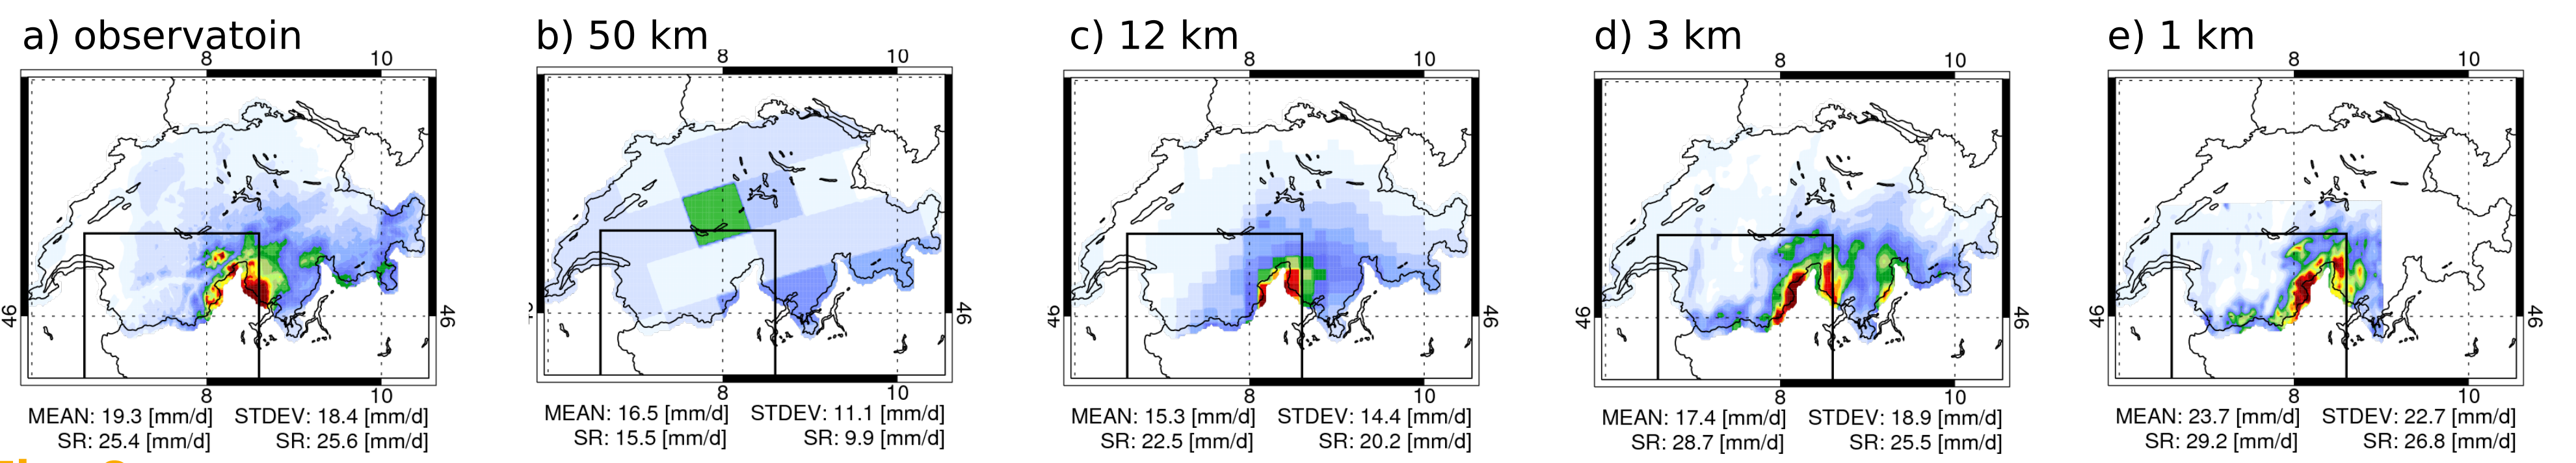 a) observatoin
b) 50 km
c) 12 km
d) 3 km
e) 1 km
8 10
8 10
8 10
8 10
8 10
46 46
46
46 46
46 46
46 46
8 10
8 10
8 10
8 10
8 10
MEAN: 19.3 [mm/d] STDEV: 18.4 [mm/d]
SR: 25.4 [mm/d] SR: 25.6 [mm/d]
MEAN: 16.5 [mm/d] STDEV: 11.1 [mm/d]
SR: 15.5 [mm/d] SR: 9.9 [mm/d]
MEAN: 15.3 [mm/d] STDEV: 14.4 [mm/d]
SR: 22.5 [mm/d] SR: 20.2 [mm/d]
MEAN: 17.4 [mm/d] STDEV: 18.9 [mm/d]
SR: 28.7 [mm/d] SR: 25.5 [mm/d]
MEAN: 23.7 [mm/d] STDEV: 22.7 [mm/d]
SR: 29.2 [mm/d] SR: 26.8 [mm/d]